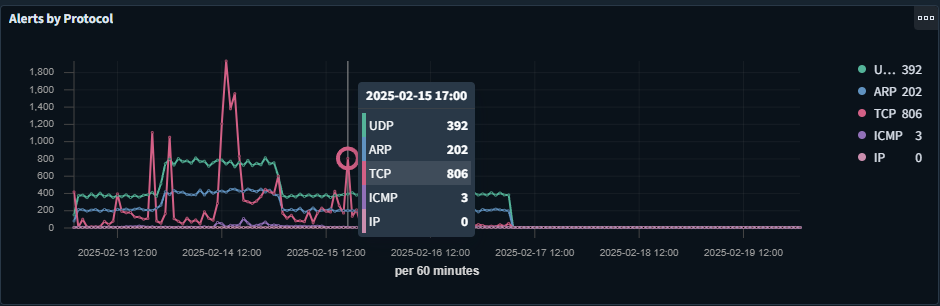 Alerts by Protocol
1,800
1,600
1,400
1,200
1,000
800
600
400
200
0
2025-02-13 12:00 2025-02-14 12:00 2025-02-15 12:00 2025-02-16 12:00 2025-02-17 12:00 2025-02-18 12:00 2025-02-19 12:00
per 60 minutes
2025-02-15 17:00
UDP 392
ARP 202
TCP 806
ICMP 3
IP 0
U... 392
ARP 202
TCP 806
ICMP 3
IP 0